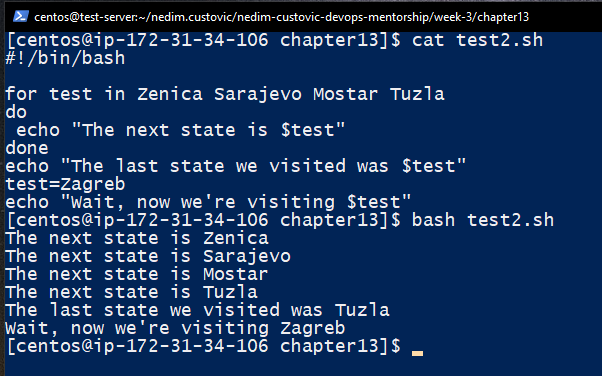 centos@test-server:~/nedim.custovic/nedim-custovic-devops-mentorship/week-3/chapter13
[centos@ip-172-31-34-106 chapter13]$ cat test2.sh
#!/bin/bash
for test in Zenica Sarajevo Mostar Tuzla
do
 echo "The next state is $test"
done
echo "The last state we visited was $test"
test=Zagreb
echo "Wait, now we're visiting $test"
[centos@ip-172-31-34-106 chapter13]$ bash test2.sh
The next state is Zenica
The next state is Sarajevo
The next state is Mostar
The next state is Tuzla
The last state we visited was Tuzla
Wait, now we're visiting Zagreb
[centos@ip-172-31-34-106 chapter13]$